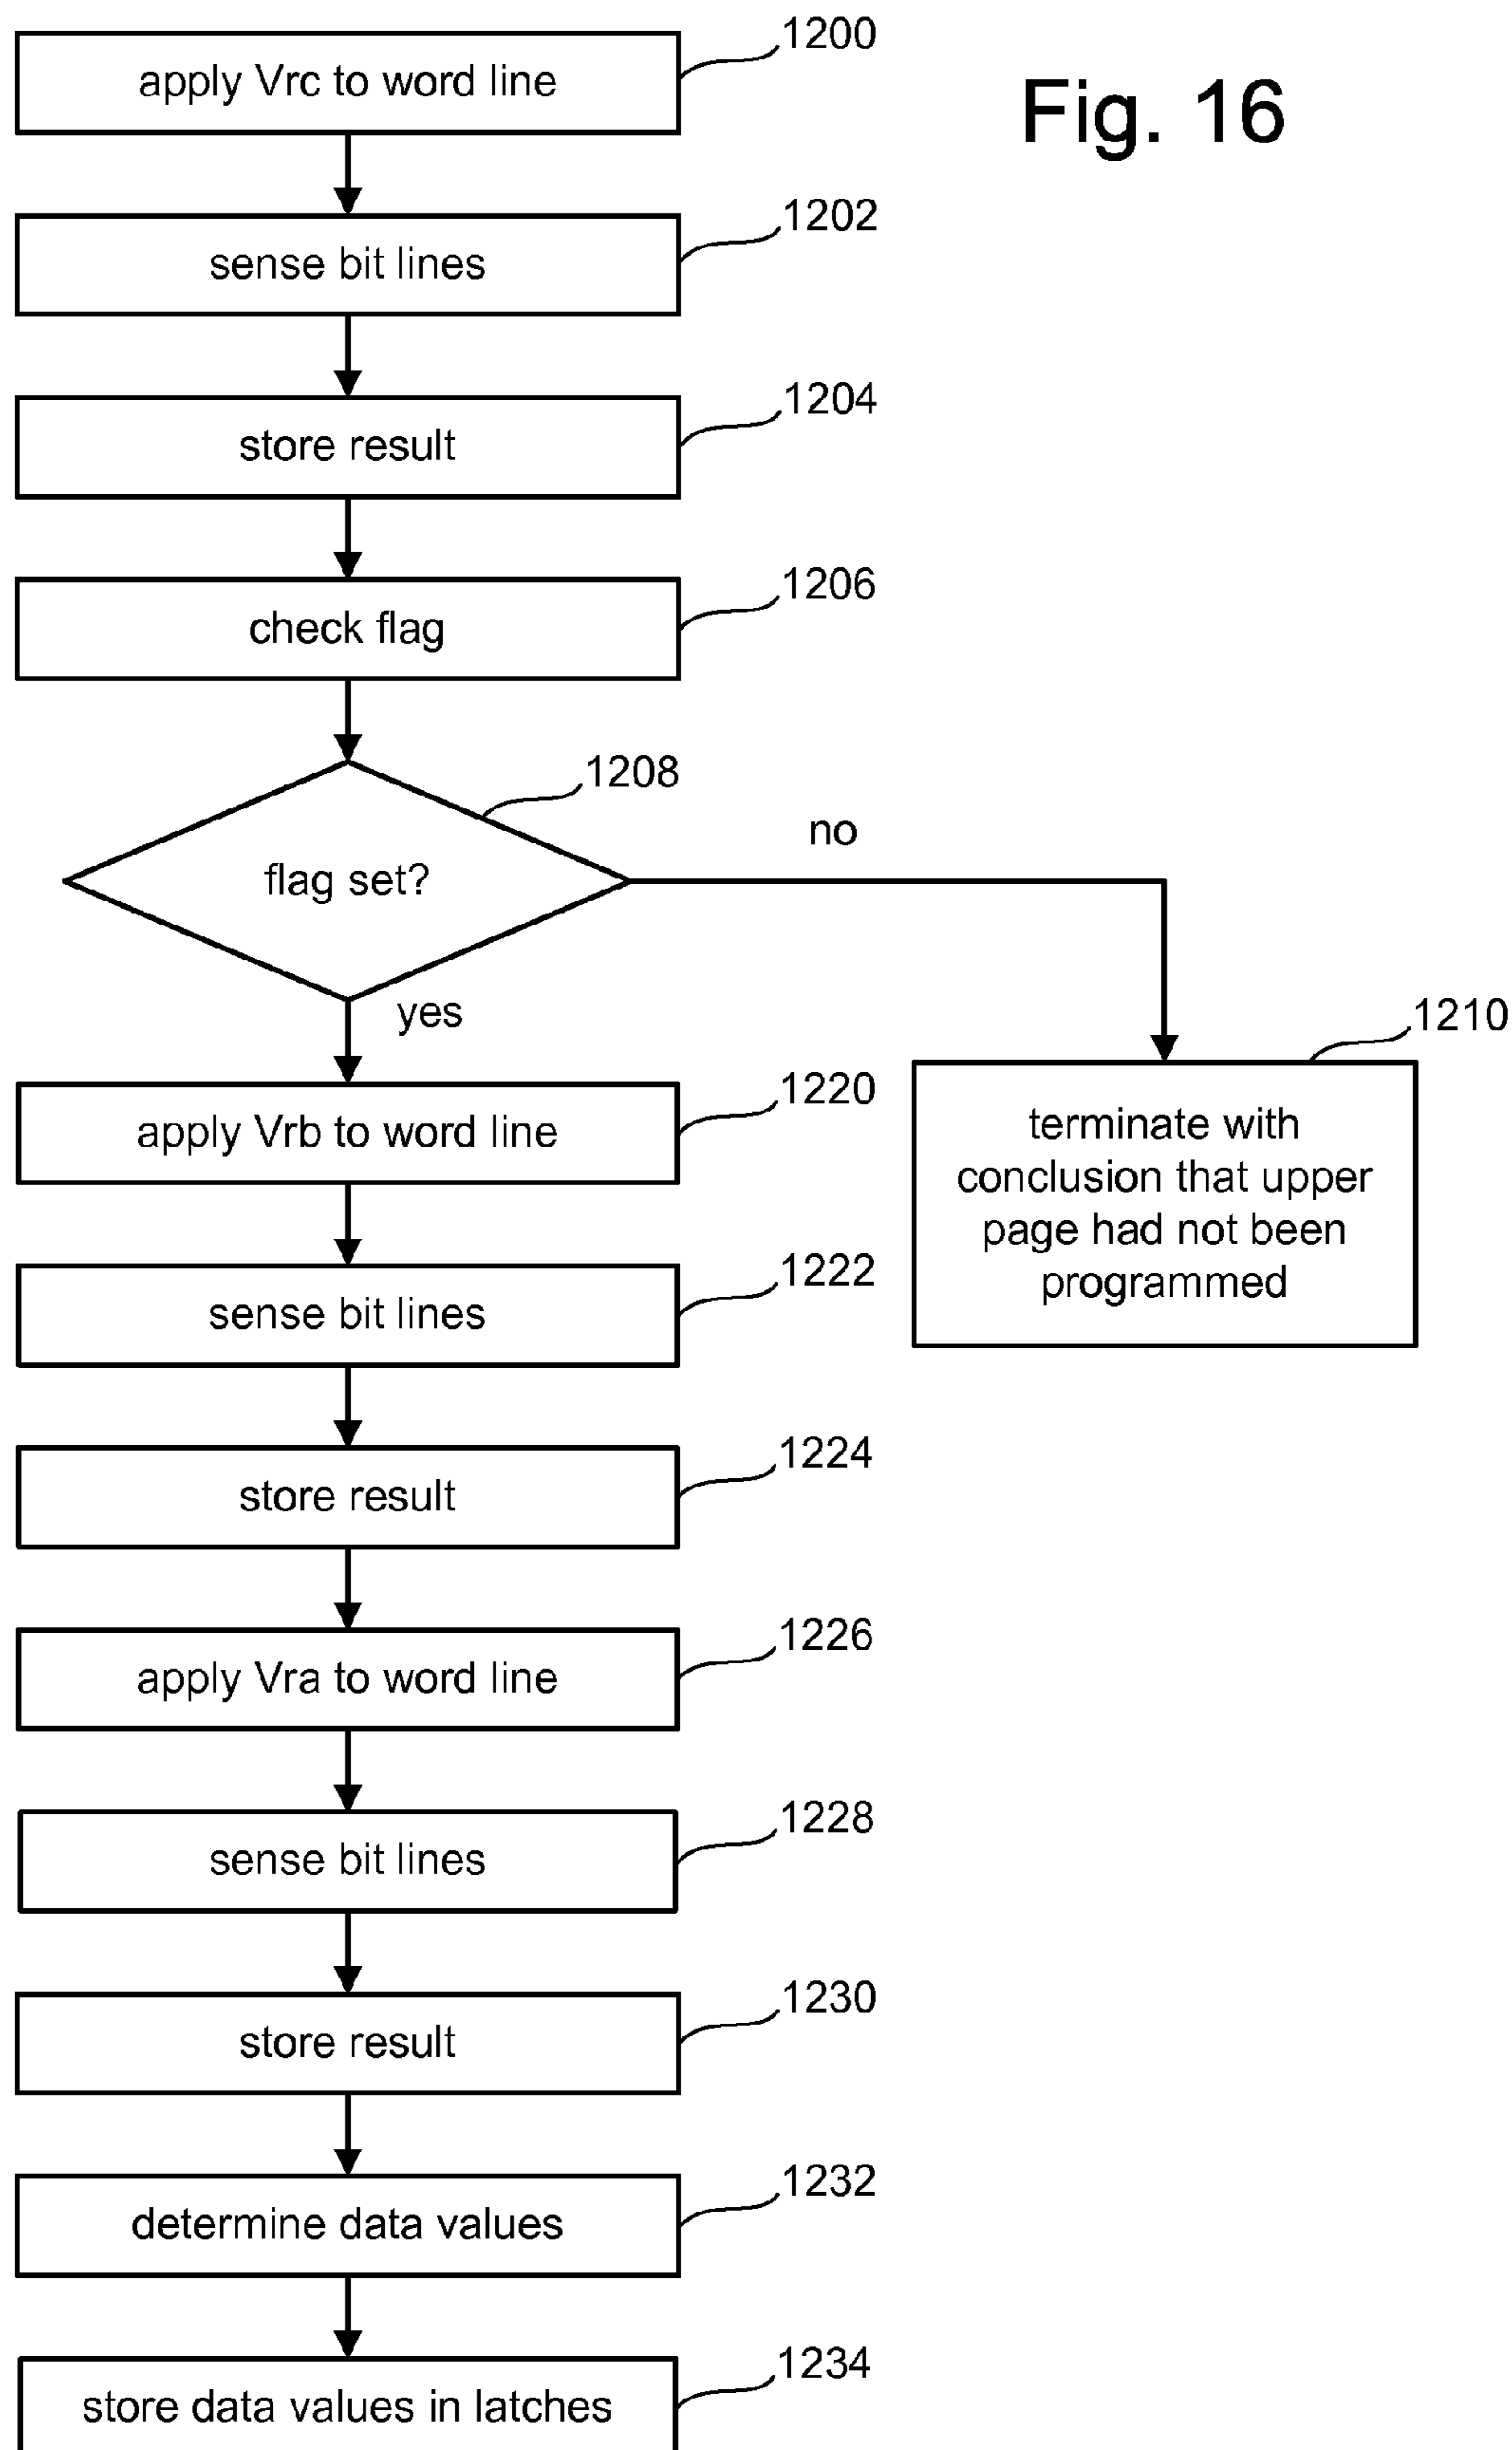 1200
apply Vrc to word line
Fig. 16
1202
sense bit lines
1204
store result
1206
check flag
1208
flag set?
no
yes
1210
terminate with
conclusion that upper
page had not been
programmed
1220
apply Vrb to word line
1222
sense bit lines
1224
store result
1226
apply Vra to word line
1228
sense bit lines
1230
store result
1232
determine data values
1234
store data values in latches